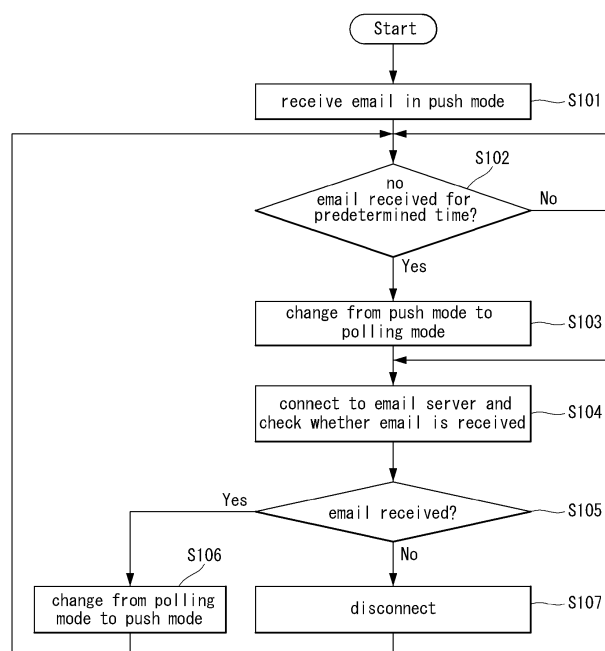 Start
receive email in push mode
S101
S102
no
email received for
predetermined time?
No
Yes
change from push mode to
polling mode
S103
connect to email server and
check whether email is received
S104
Yes
email received?
S105
No
S106
change from polling
mode to push mode
disconnect
S107